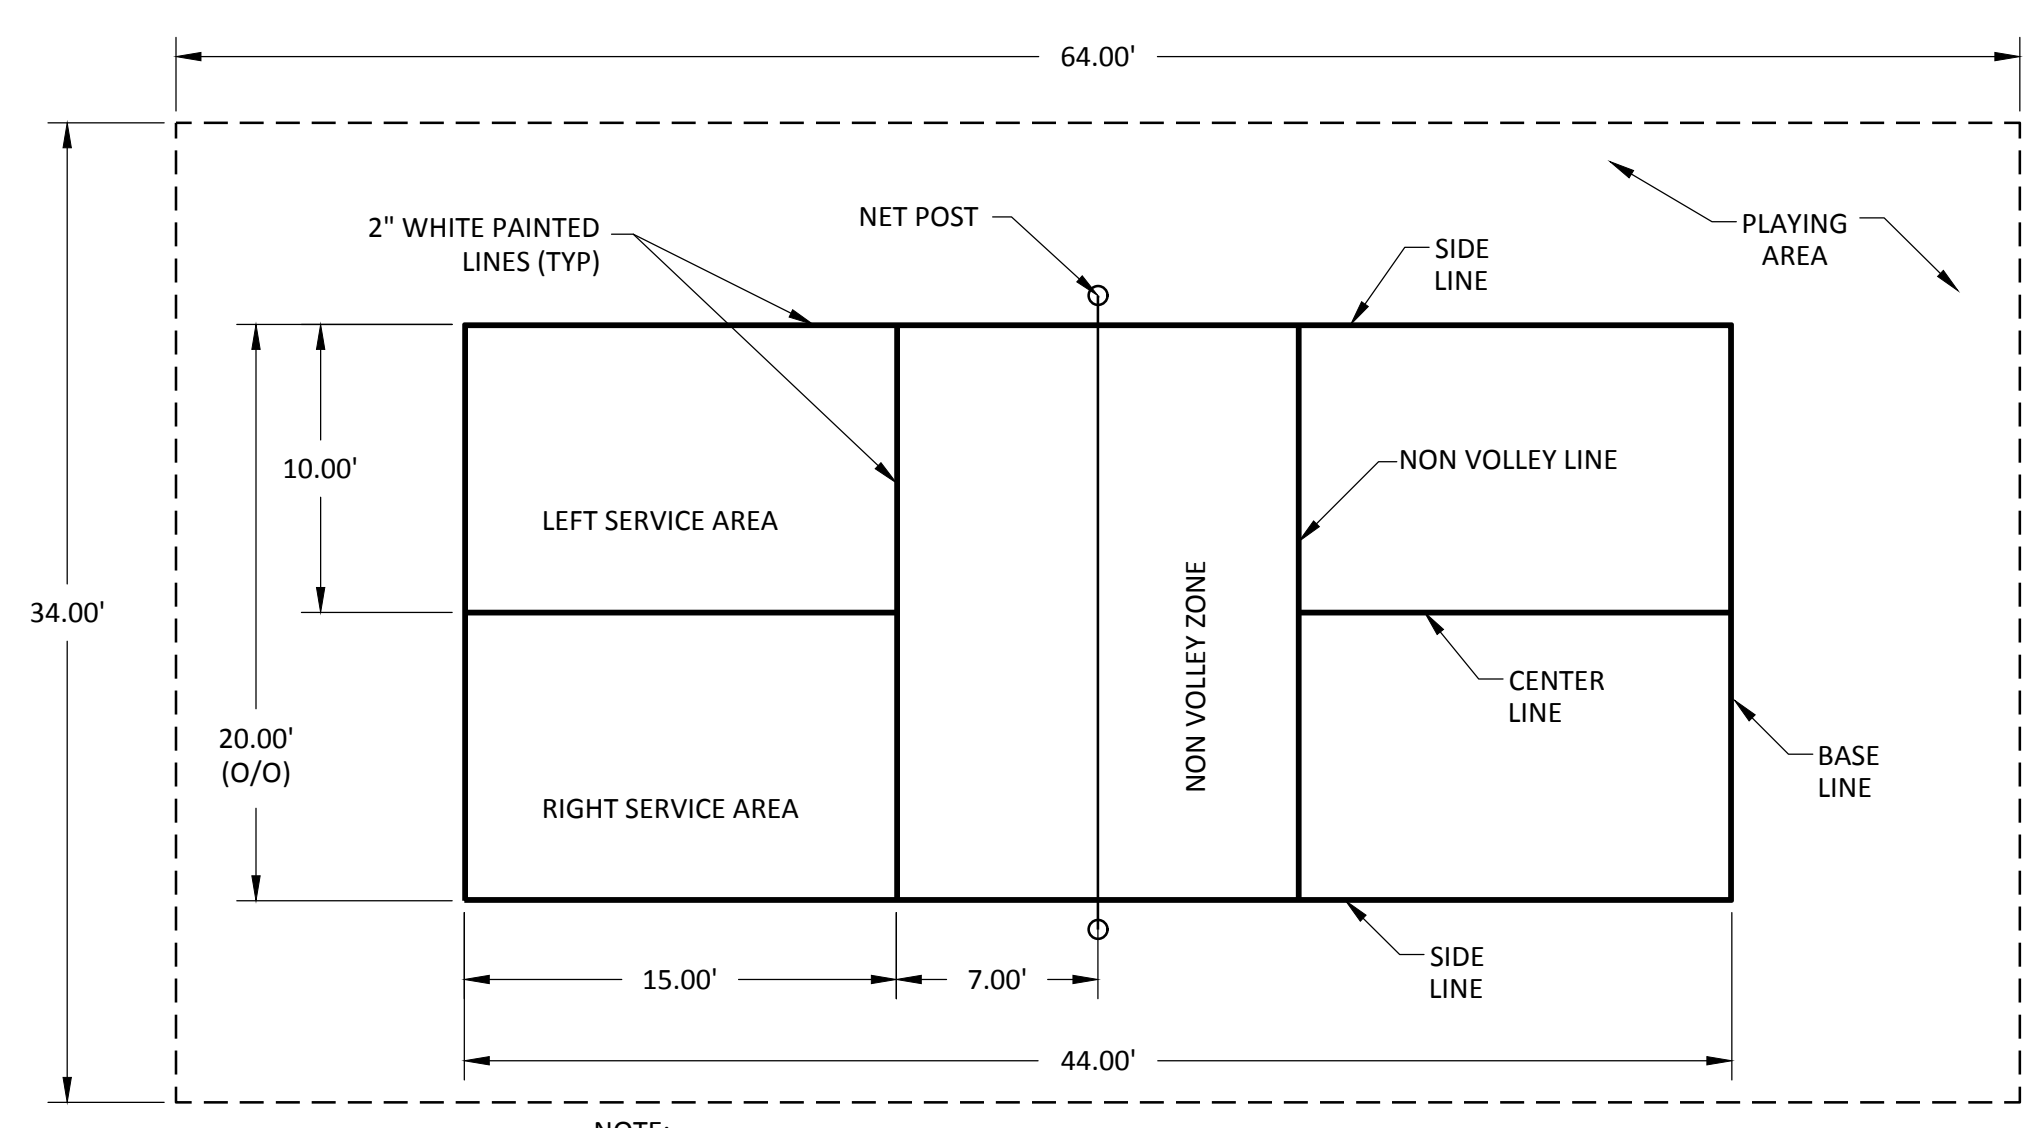 64.00'
2" WHITE PAINTED
LINES (TYP)
NET POST
SIDE
LINE
PLAYING
AREA
10.00'
LEFT SERVICE AREA
NON VOLLEY LINE
34.00'
20.00'
(O/O)
NON VOLLEY ZONE
CENTER
LINE
BASE
LINE
RIGHT SERVICE AREA
15.00'
7.00'
SIDE
LINE
44.00'
NOTE: